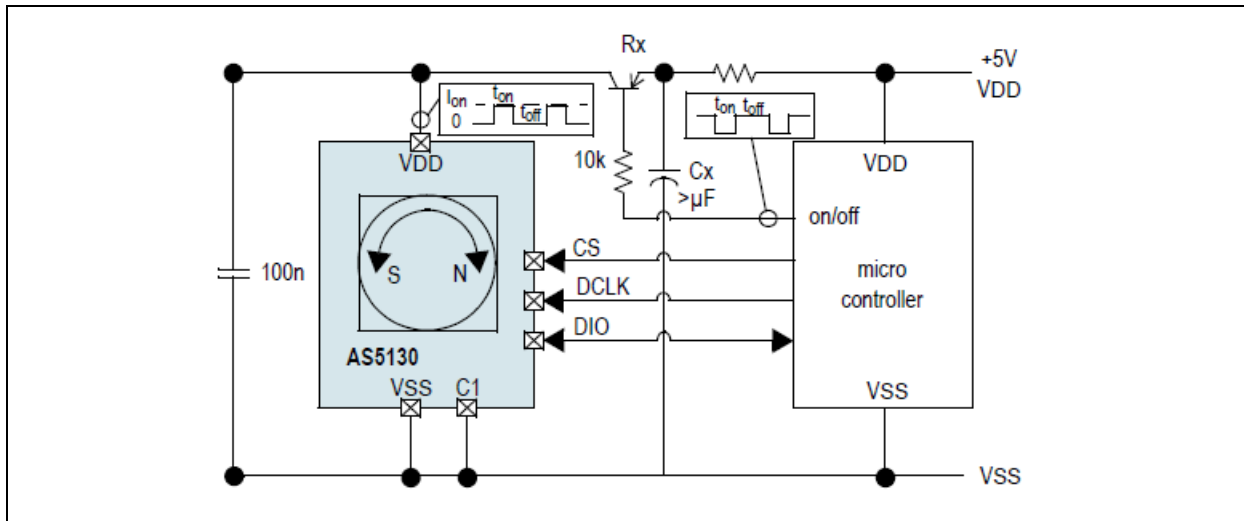 Rx
+5V
VDD
Ion
ton
toff
0
ton toff
VDD
10k
Cx
>µF
VDD
on/off
CS
100n
S
N
micro
controller
DCLK
DIO
AS5130
VSS
C1
VSS
VSS